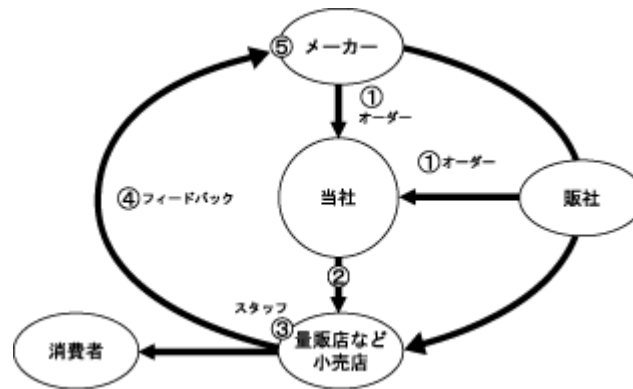 ⑤ メーカー
①
オーダー
①オーダー
当社
販社
④フィードバック
②
スタッフ
③
量販店など
小売店
消費者